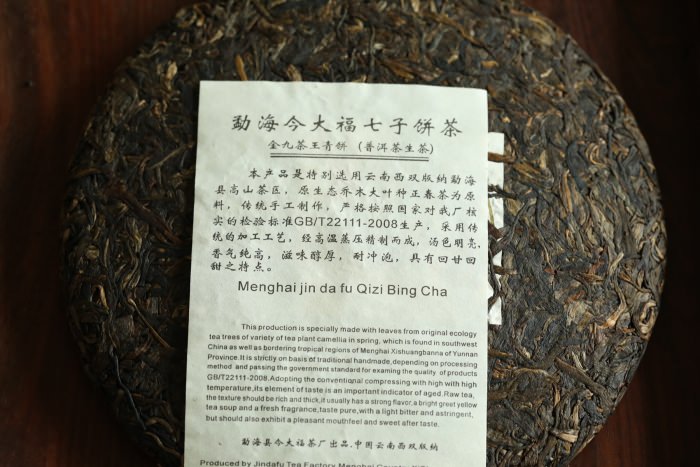 勐海今大福七子饼茶
金九茶王青饼（普洱茶生茶）
本产品是特别选用云南西双版纳勐海
县高山茶区，原生态乔木大叶种正春茶为原
料，传统手工制作，严格按照国家对我厂核
实的检验标准GB/T22111-2008生产，采用传
统的加工工艺，经高温蒸压精制而成，汤色明亮，
香气纯高，滋味醇厚，耐冲泡，具有回甘回
甜之特点。
Menghai jin da fu Qizi Bing Cha
This production is specially made with leaves from original ecology
tea trees of variety of tea plant camellia in spring, which is found in southwest
China as well as bordering tropical regions of Menghai Xishuangbanna of Yunnan
Province.It is strictly on basis of traditional handmade,depending on processing
method and passing the government standard for examing the quality of products
GB/T22111-2008.Adopting the conventional compressing with high with high
temperature,its element of taste is an important indicator of aged.Raw tea,
the texture should be rich and thick,it usually has a strong flavor,a bright great yellow
tea soup and a fresh fragrance,taste pure,with a light bitter and astringent,
but should also exhibit a pleasant mouthfeel and sweet after taste.
勐海县今大福茶厂出品.中国云南西双版纳
Produced by Jindafu Tea Factory Menghai